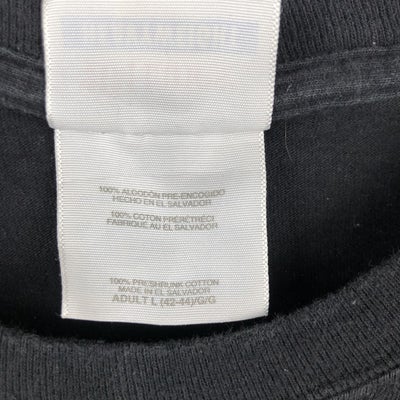 100% ALGODÓN PRE-ENCOGIDO
HECHO EN EL SALVADOR
100% COTON PRÉRÉTRÉCI
FABRIQUÉ AU EL SALVADOR
100% PRESHRUNK COTTON
MADE IN EL SALVADOR
ADULT L (42-44)/G/G